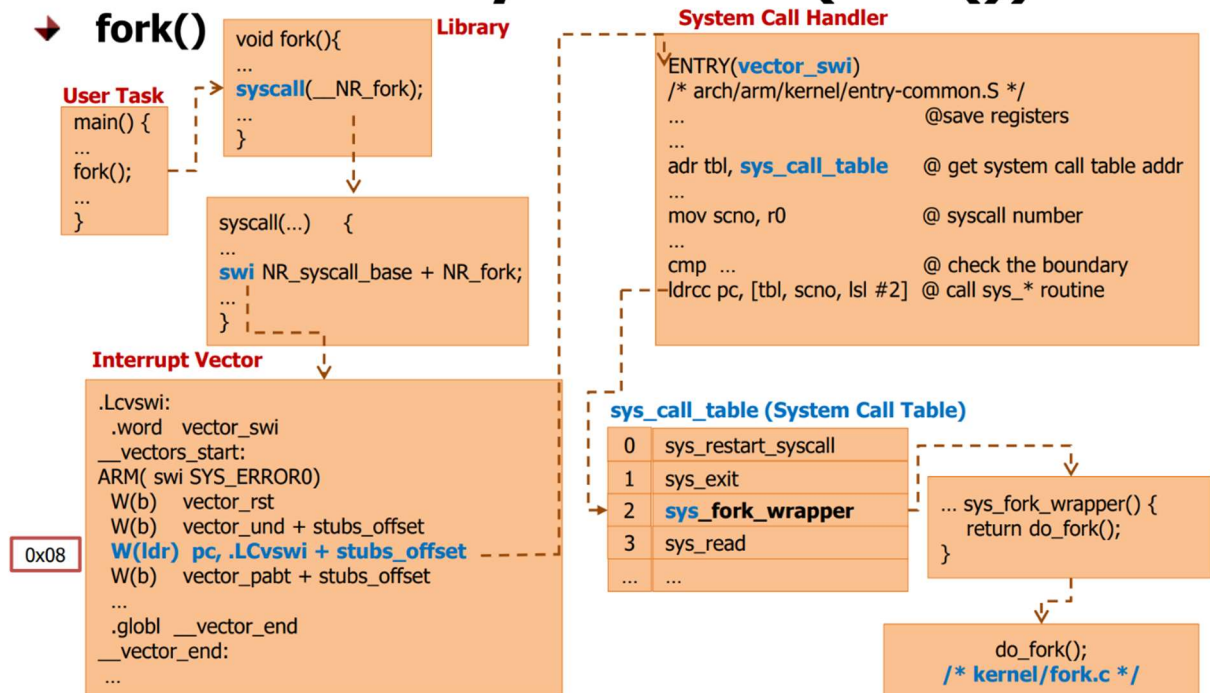 fork()
User Task
main() {
...
fork();
...
}
Library
void fork(){
...
syscall(__NR_fork);
...
}
syscall(...) {
...
swi NR_syscall_base + NR_fork;
...
}
Interrupt Vector
0x08
.Lcvswi:
.word vector_swi
__vectors_start:
ARM( swi SYS_ERROR0)
W(b) vector_rst
W(b) vector_und + stubs_offset
W(ldr) pc, .LCvswi + stubs_offset
W(b) vector_pabt + stubs_offset
...
.globl __vector_end
__vector_end:
...
System Call Handler
ENTRY(vector_swi)
/* arch/arm/kernel/entry-common.S */
... @save registers
...
adr tbl, sys_call_table @ get system call table addr
...
mov scno, r0 @ syscall number
...
cmp ... @ check the boundary
ldrcc pc, [tbl, scno, lsl #2] @ call sys_* routine
sys_call_table (System Call Table)
0 sys_restart_syscall
1 sys_exit
2 sys_fork_wrapper
3 sys_read
... ...
... sys_fork_wrapper() {
return do_fork();
}
do_fork();
/* kernel/fork.c */